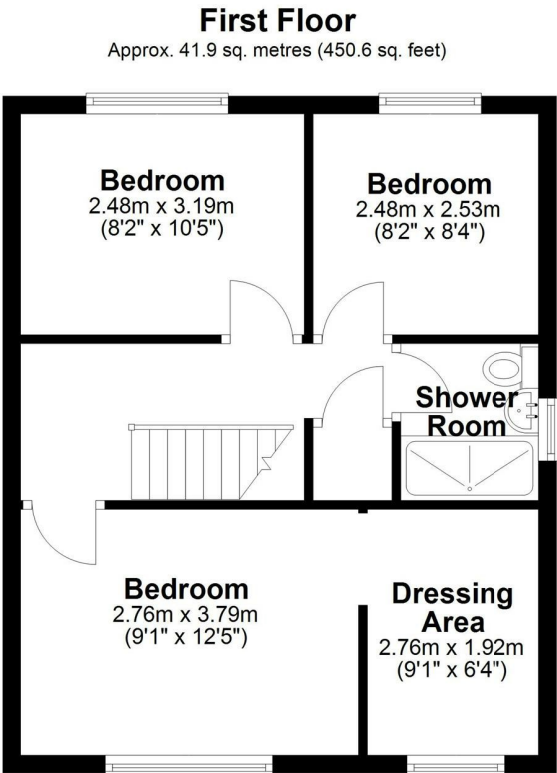 First Floor
Approx. 41.9 sq. metres (450.6 sq. feet)
Bedroom
2.48m x 3.19m
(8'2" x 10'5")
Bedroom
2.48m x 2.53m
(8'2" x 8'4")
Shower
Room
Bedroom
2.76m x 3.79m
(9'1" x 12'5")
Dressing
Area
2.76m x 1.92m
(9'1" x 6'4")